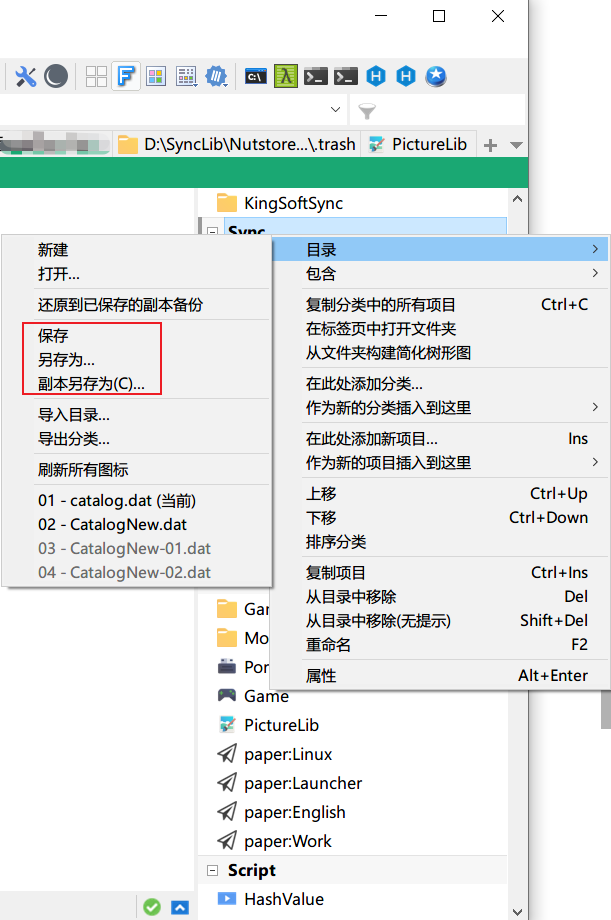 C:\
λ
H
H
D:\SyncLib\Nutstore...\.trash
PictureLib
KingSoftSync
Sync
新建
打开...
还原到已保存的副本备份
保存
另存为...
副本另存为(C)...
导入目录...
导出分类...
刷新所有图标
01 - catalog.dat (当前)
02 - CatalogNew.dat
03 - CatalogNew-01.dat
04 - CatalogNew-02.dat
目录
包含
复制分类中的所有项目 Ctrl+C
在标签页中打开文件夹
从文件夹构建简化树形图
在此处添加分类...
作为新的分类插入到这里
在此处添加新项目... Ins
作为新的项目插入到这里
上移 Ctrl+Up
下移 Ctrl+Down
排序分类
复制项目 Ctrl+Ins
从目录中移除 Del
从目录中移除(无提示) Shift+Del
重命名 F2
属性 Alt+Enter
Game
PictureLib
paper:Linux
paper:Launcher
paper:English
paper:Work
Script
HashValue